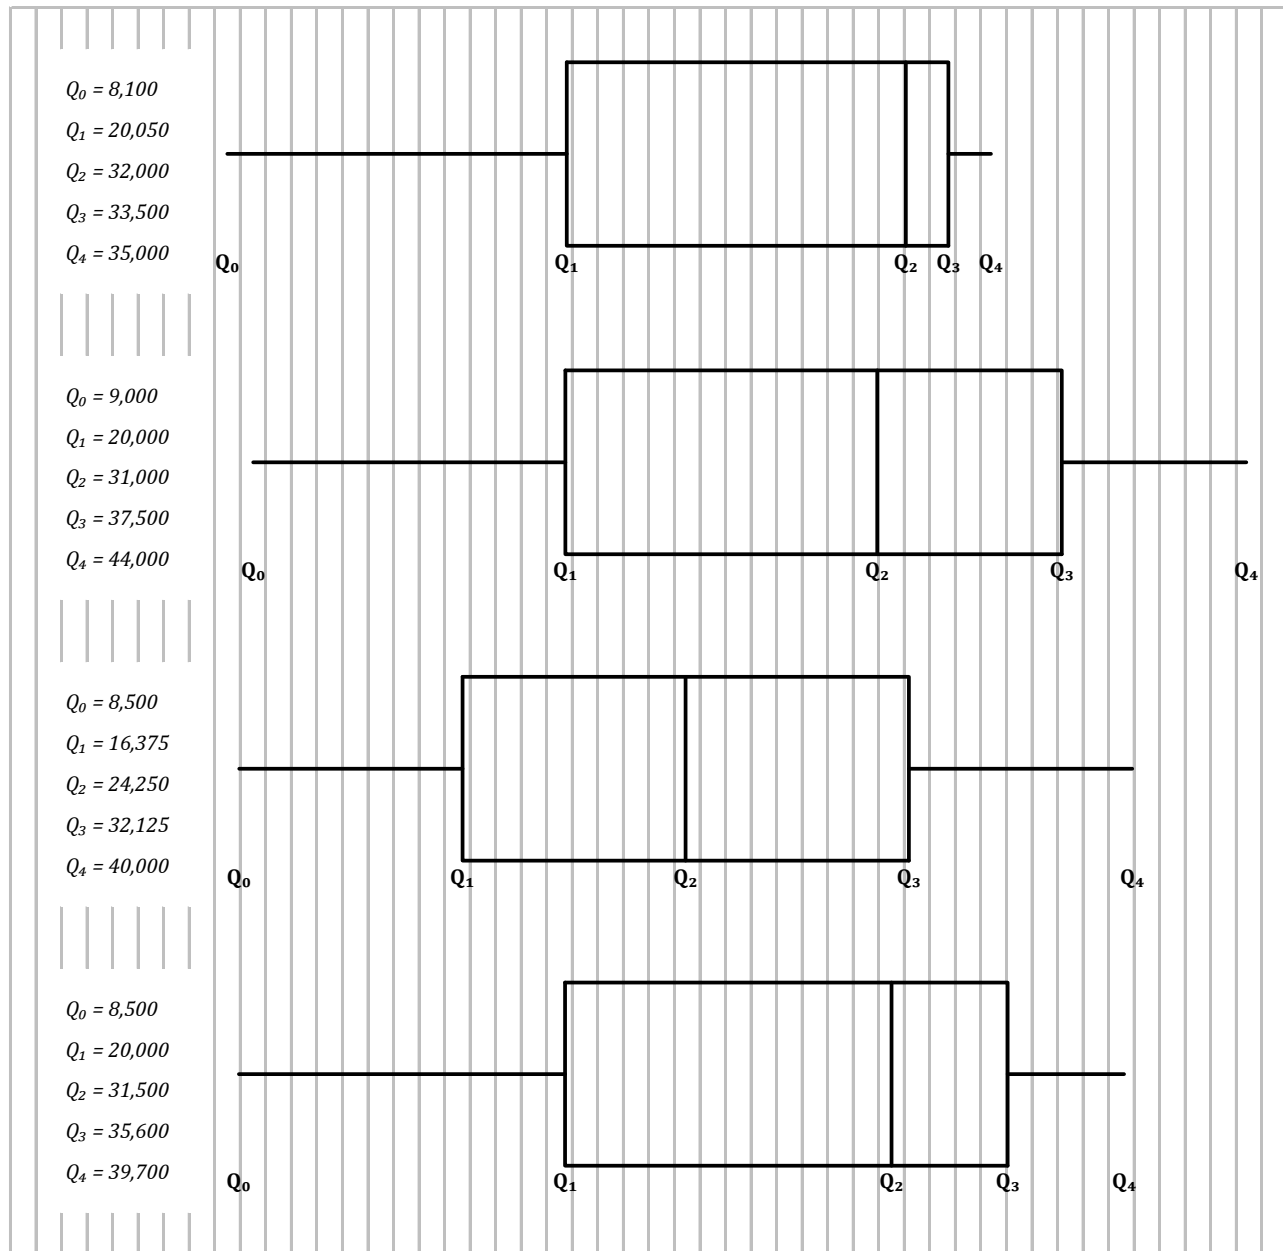 Q₀ = 8,100
Q₁ = 20,050
Q₂ = 32,000
Q₃ = 33,500
Q₄ = 35,000
Q₀ Q₁ Q₂ Q₃ Q₄
Q₀ = 9,000
Q₁ = 20,000
Q₂ = 31,000
Q₃ = 37,500
Q₄ = 44,000
Q₀ Q₁ Q₂ Q₃ Q₄
Q₀ = 8,500
Q₁ = 16,375
Q₂ = 24,250
Q₃ = 32,125
Q₄ = 40,000
Q₀ Q₁ Q₂ Q₃ Q₄
Q₀ = 8,500
Q₁ = 20,000
Q₂ = 31,500
Q₃ = 35,600
Q₄ = 39,700
Q₀ Q₁ Q₂ Q₃ Q₄